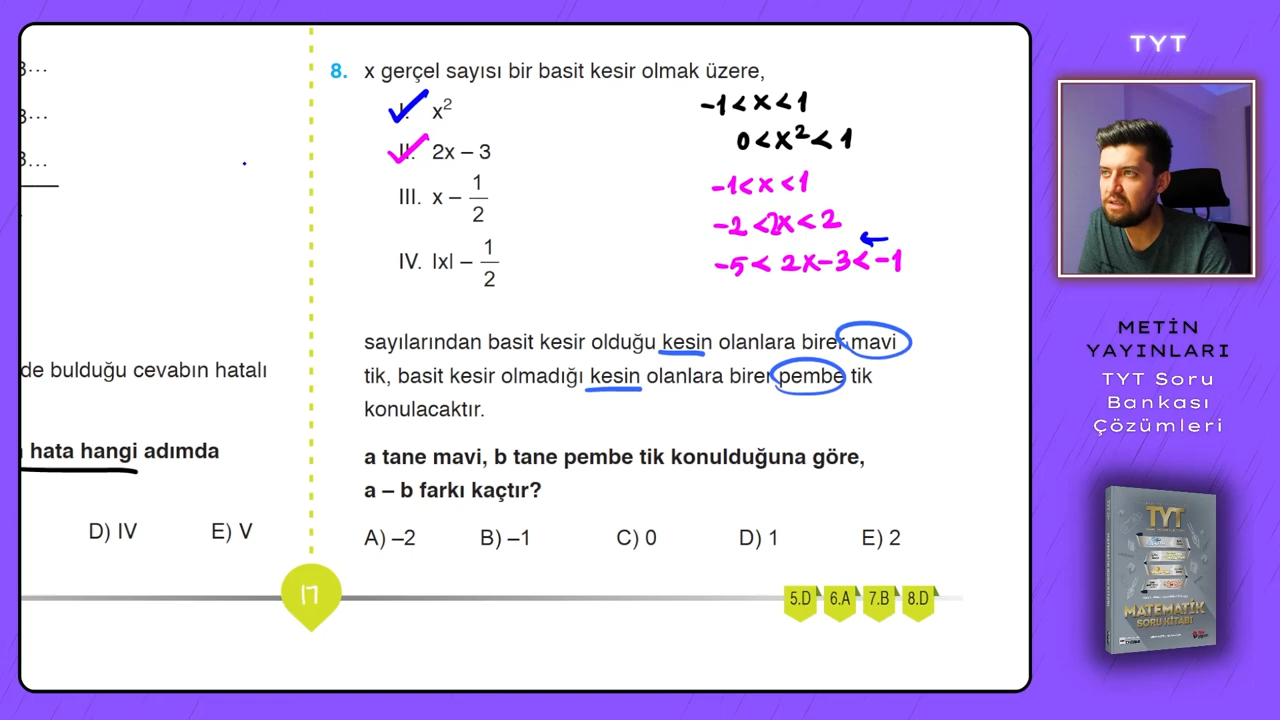 3...
3...
3...
de bulduğu cevabın hatalı
hata hangi adımda
D) IV E) V
17
8. x gerçel sayısı bir basit kesir olmak üzere,
I. x²
II. 2x – 3
III. x – 1/2
IV. |x| – 1/2
-1 < x < 1
0 < x² < 1
-1 < x < 1
-2 < 2x < 2
-5 < 2x - 3 < -1
sayılarından basit kesir olduğu kesin olanlara birer mavi
tik, basit kesir olmadığı kesin olanlara birer pembe tik
konulacaktır.
a tane mavi, b tane pembe tik konulduğuna göre,
a – b farkı kaçtır?
A) –2 B) –1 C) 0 D) 1 E) 2
5.D 6.A 7.B 8.D
TYT
METİN
YAYINLARI
TYT Soru
Bankası
Çözümleri
TYT
MATEMATİK
SORU KİTABI